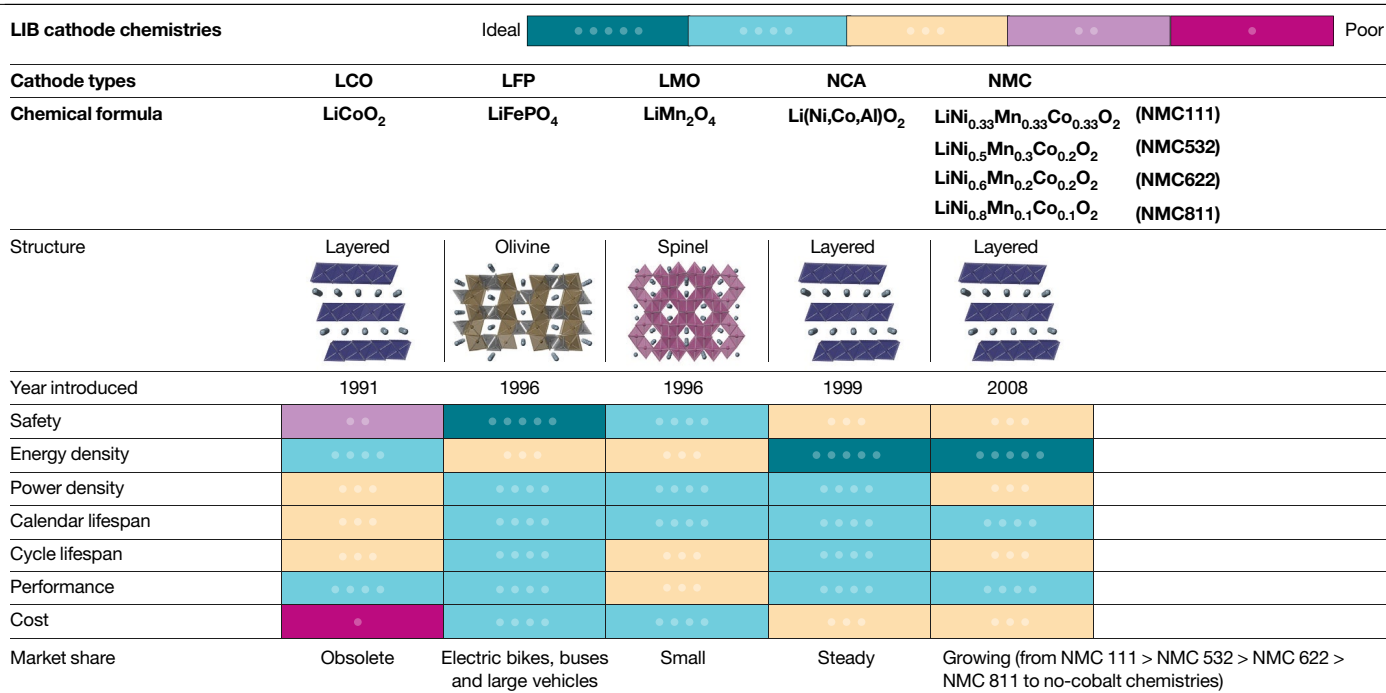 LIB cathode chemistries Ideal Poor
Cathode types LCO LFP LMO NCA NMC
Chemical formula LiCoO₂ LiFePO₄ LiMn₂O₄ Li(Ni,Co,Al)O₂ LiNi₀.₃₃Mn₀.₃₃Co₀.₃₃O₂ (NMC111)
LiNi₀.₅Mn₀.₃Co₀.₂O₂ (NMC532)
LiNi₀.₆Mn₀.₂Co₀.₂O₂ (NMC622)
LiNi₀.₈Mn₀.₁Co₀.₁O₂ (NMC811)
Structure Layered Olivine Spinel Layered Layered
Year introduced 1991 1996 1996 1999 2008
Safety
Energy density
Power density
Calendar lifespan
Cycle lifespan
Performance
Cost
Market share Obsolete Electric bikes, buses Small Steady Growing (from NMC 111 > NMC 532 > NMC 622 >
and large vehicles NMC 811 to no-cobalt chemistries)